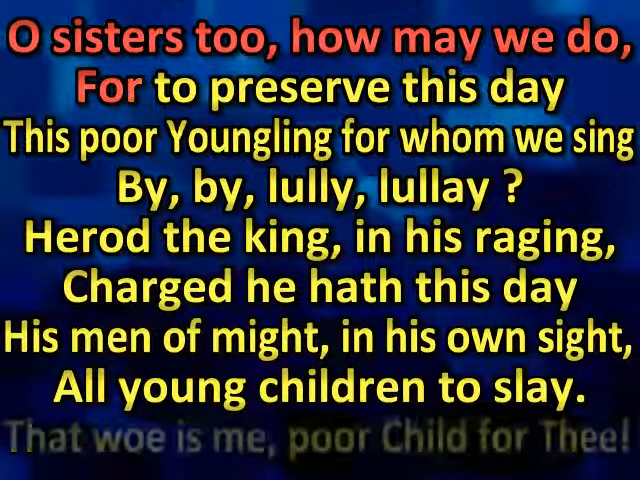 O sisters too, how may we do,
For to preserve this day
This poor Youngling for whom we sing
By, by, lully, lullay ?
Herod the king, in his raging,
Charged he hath this day
His men of might, in his own sight,
All young children to slay.
That woe is me, poor Child for Thee!